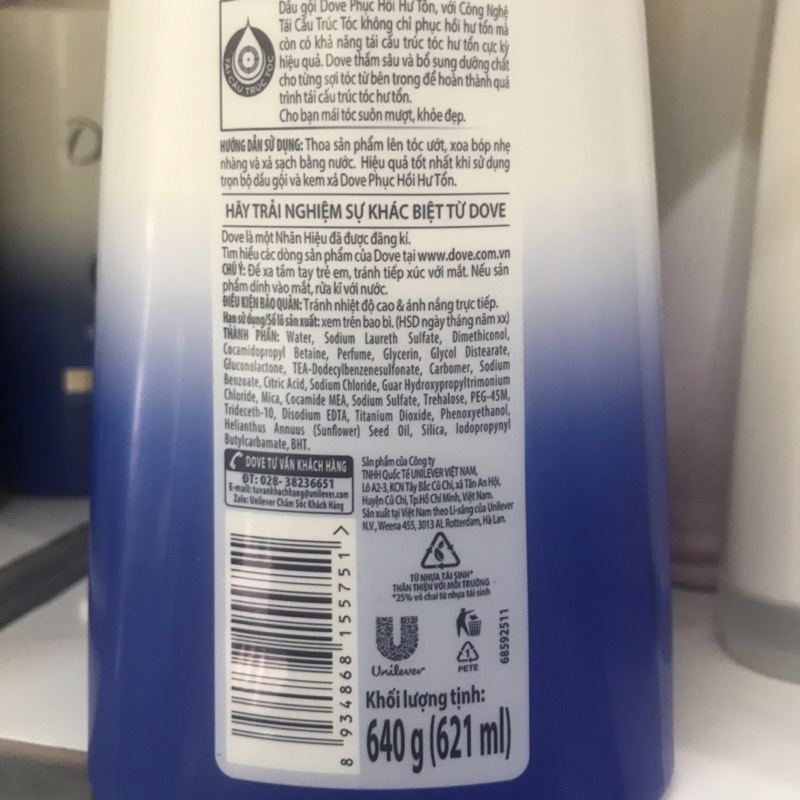 Dầu gội Dove Phục Hồi Hư Tổn, với Công Nghệ
Tái Cấu Trúc Tóc không chỉ phục hồi hư tổn mà
còn có khả năng tái cấu trúc tóc hư tổn cực kỳ
hiệu quả. Dove thấm sâu và bổ sung dưỡng chất
cho từng sợi tóc từ bên trong để hoàn thành quá
trình tái cấu trúc tóc hư tổn.
Cho bạn mái tóc suôn mượt, khỏe đẹp.
TÁI CẤU TRÚC TÓC
HƯỚNG DẪN SỬ DỤNG: Thoa sản phẩm lên tóc ướt, xoa bóp nhẹ
nhàng và xả sạch bằng nước. Hiệu quả tốt nhất khi sử dụng
trọn bộ dầu gội và kem xả Dove Phục Hồi Hư Tổn.
HÃY TRẢI NGHIỆM SỰ KHÁC BIỆT TỪ DOVE
Dove là một Nhãn Hiệu đã được đăng kí.
Tìm hiểu các dòng sản phẩm của Dove tại www.dove.com.vn
CHÚ Ý: Để xa tầm tay trẻ em, tránh tiếp xúc với mắt. Nếu sản
phẩm dính vào mắt, rửa kĩ với nước.
ĐIỀU KIỆN BẢO QUẢN: Tránh nhiệt độ cao & ánh nắng trực tiếp.
Hạn sử dụng/Số lô sản xuất: xem trên bao bì. (HSD ngày tháng năm xx)
THÀNH PHẦN: Water, Sodium Laureth Sulfate, Dimethiconol,
Cocamidopropyl Betaine, Perfume, Glycerin, Glycol Distearate,
Gluconolactone, TEA-Dodecylbenzenesulfonate, Carbomer, Sodium
Benzoate, Citric Acid, Sodium Chloride, Guar Hydroxypropyltrimonium
Chloride, Mica, Cocamide MEA, Sodium Sulfate, Trehalose, PEG-45M,
Trideceth-10, Disodium EDTA, Titanium Dioxide, Phenoxyethanol,
Helianthus Annuus (Sunflower) Seed Oil, Silica, Iodopropynyl
Butylcarbamate, BHT.
DOVE TƯ VẤN KHÁCH HÀNG
ĐT: 028- 38236651
E-mail: tuvankhachhang@unilever.com
Zalo: Unilever Chăm Sóc Khách Hàng
Sản phẩm của Công ty
TNHH Quốc Tế UNILEVER VIỆT NAM,
Lô A2-3, KCN Tây Bắc Củ Chi, xã Tân An Hội,
Huyện Củ Chi, Tp.Hồ Chí Minh, Việt Nam.
Sản xuất tại Việt Nam theo Li-xăng của Unilever
N.V., Weena 455, 3013 AL Rotterdam, Hà Lan.
TỪ NHỰA TÁI SINH*
THÂN THIỆN VỚI MÔI TRƯỜNG
*25% vỏ chai từ nhựa tái sinh
8 934868 155751 >
Unilever
1
PETE
68592511
Khối lượng tịnh:
640 g (621 ml)